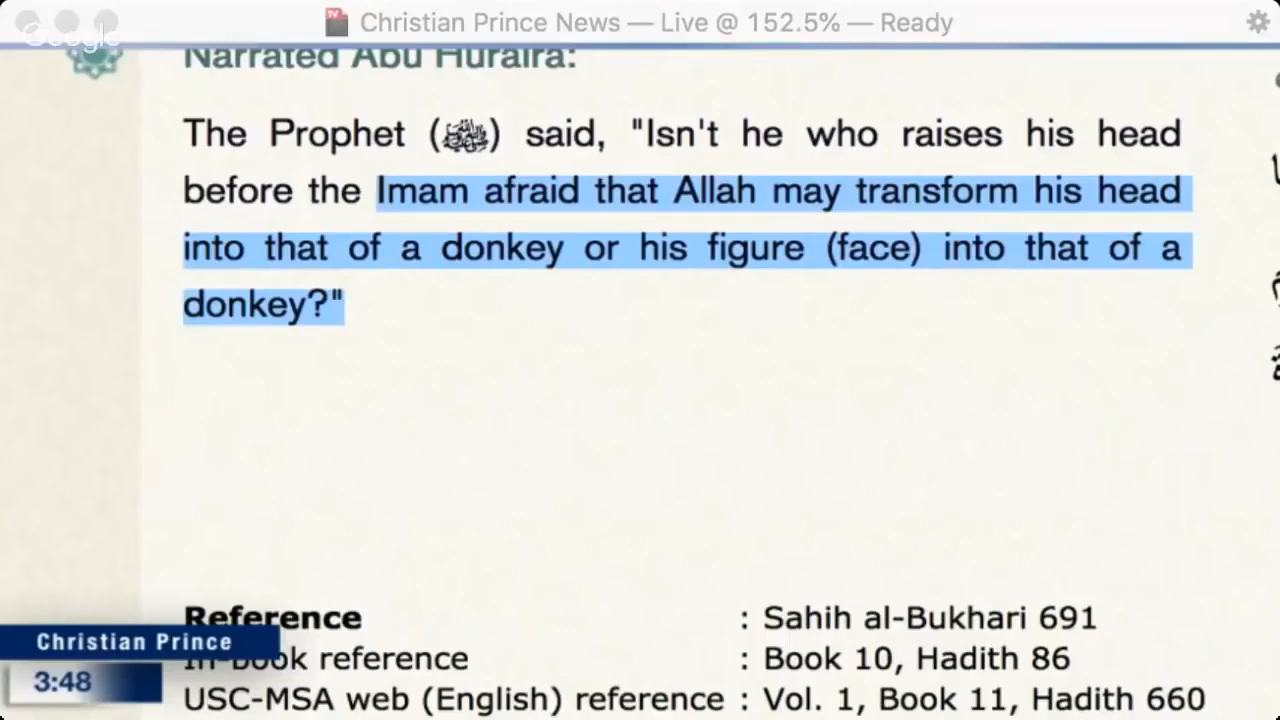 Christian Prince News — Live @ 152.5% — Ready
Google
Narrated Abu Huraira:
The Prophet (ﷺ) said, "Isn't he who raises his head
before the Imam afraid that Allah may transform his head
into that of a donkey or his figure (face) into that of a
donkey?"
Reference : Sahih al-Bukhari 691
Christian Prince
In-book reference : Book 10, Hadith 86
3:48
USC-MSA web (English) reference : Vol. 1, Book 11, Hadith 660